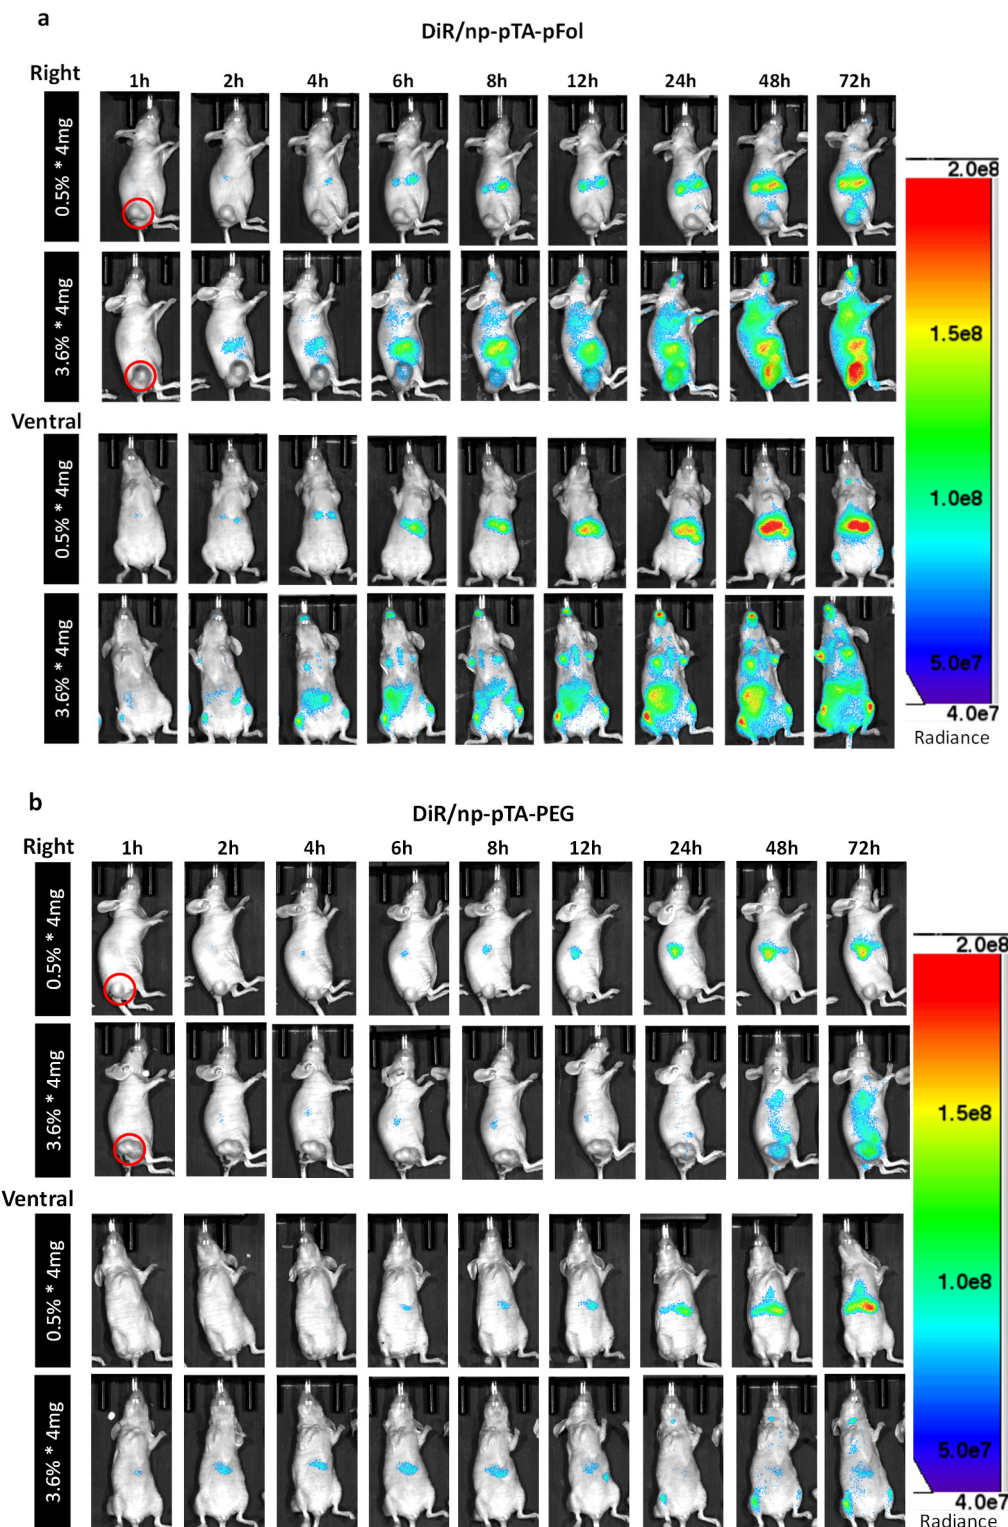 a
DiR/np-pTA-pFol
Right
1h 2h 4h 6h 8h 12h 24h 48h 72h
0.5% * 4mg
3.6% * 4mg
Ventral
0.5% * 4mg
3.6% * 4mg
2.0e8
1.5e8
1.0e8
5.0e7
4.0e7
Radiance
b
DiR/np-pTA-PEG
Right
1h 2h 4h 6h 8h 12h 24h 48h 72h
0.5% * 4mg
3.6% * 4mg
Ventral
0.5% * 4mg
3.6% * 4mg
2.0e8
1.5e8
1.0e8
5.0e7
4.0e7
Radiance